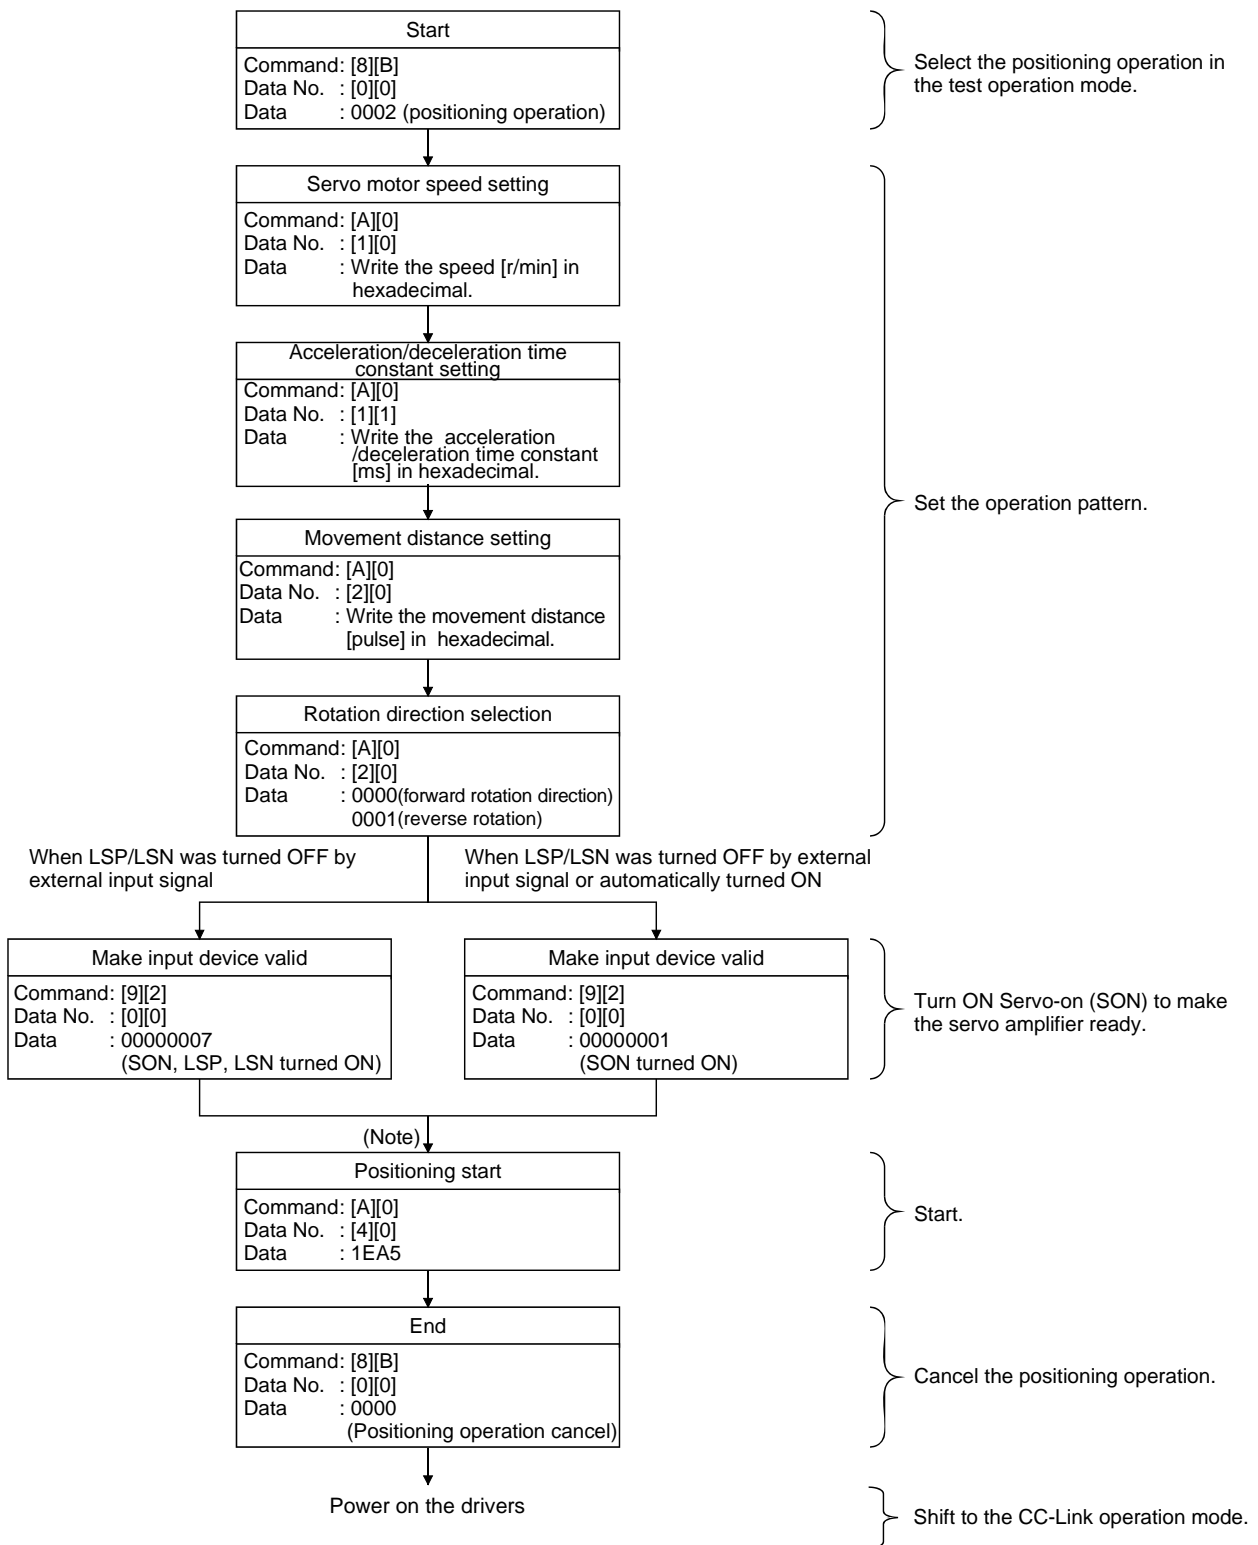 Start
Command: [8][B]
Data No. : [0][0]
Data : 0002 (positioning operation)
Select the positioning operation in
the test operation mode.
Servo motor speed setting
Command: [A][0]
Data No. : [1][0]
Data : Write the speed [r/min] in
hexadecimal.
Acceleration/deceleration time
constant setting
Command: [A][0]
Data No. : [1][1]
Data : Write the acceleration
/deceleration time constant
[ms] in hexadecimal.
Set the operation pattern.
Movement distance setting
Command: [A][0]
Data No. : [2][0]
Data : Write the movement distance
[pulse] in hexadecimal.
Rotation direction selection
Command: [A][0]
Data No. : [2][0]
Data : 0000(forward rotation direction)
0001(reverse rotation)
When LSP/LSN was turned OFF by
external input signal
When LSP/LSN was turned OFF by external
input signal or automatically turned ON
Make input device valid
Command: [9][2]
Data No. : [0][0]
Data : 00000007
(SON, LSP, LSN turned ON)
Make input device valid
Command: [9][2]
Data No. : [0][0]
Data : 00000001
(SON turned ON)
Turn ON Servo-on (SON) to make
the servo amplifier ready.
(Note)
Positioning start
Command: [A][0]
Data No. : [4][0]
Data : 1EA5
Start.
End
Command: [8][B]
Data No. : [0][0]
Data : 0000
(Positioning operation cancel)
Cancel the positioning operation.
Power on the drivers
Shift to the CC-Link operation mode.